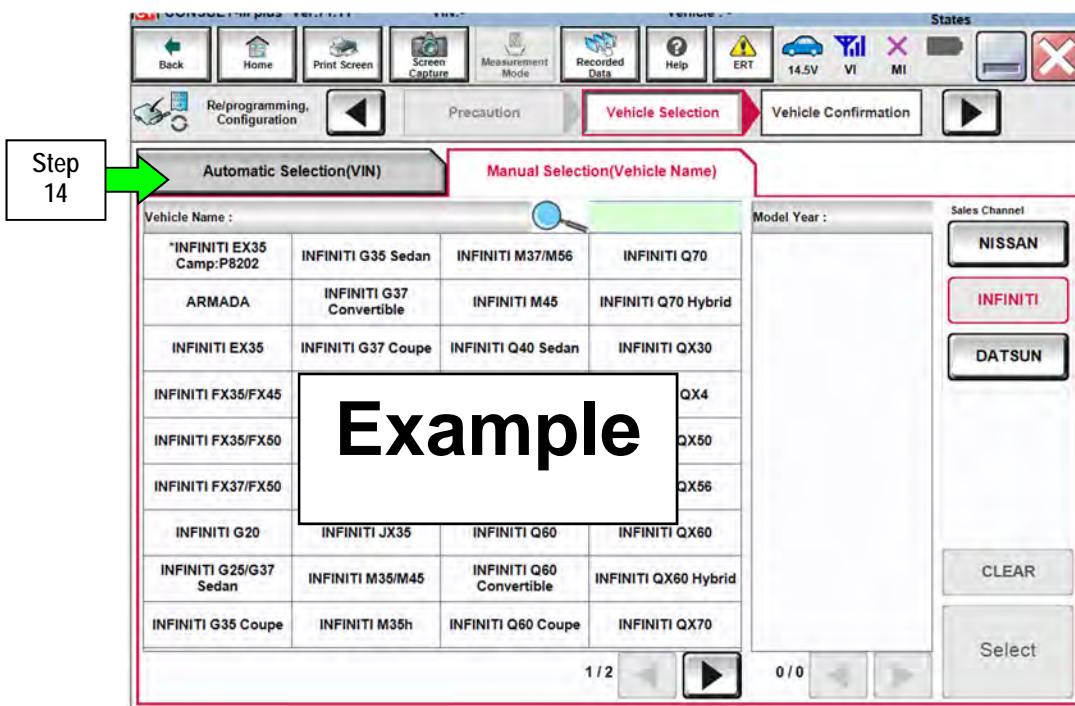 States
Back
Home
Print Screen
Screen
Capture
Measurement
Mode
Recorded
Data
Help
ERT
14.5V
VI
MI
Re/programming,
Configuration
Precaution
Vehicle Selection
Vehicle Confirmation
Step
14
Automatic Selection(VIN)
Manual Selection(Vehicle Name)
Vehicle Name :
Model Year :
Sales Channel
*INFINITI EX35
Camp:P8202
INFINITI G35 Sedan
INFINITI M37/M56
INFINITI Q70
NISSAN
ARMADA
INFINITI G37
Convertible
INFINITI M45
INFINITI Q70 Hybrid
INFINITI
INFINITI EX35
INFINITI G37 Coupe
INFINITI Q40 Sedan
INFINITI QX30
DATSUN
INFINITI FX35/FX45
QX4
Example
INFINITI FX35/FX50
QX50
INFINITI FX37/FX50
QX56
INFINITI G20
INFINITI JX35
INFINITI Q60
INFINITI QX60
INFINITI G25/G37
Sedan
INFINITI M35/M45
INFINITI Q60
Convertible
INFINITI QX60 Hybrid
CLEAR
INFINITI G35 Coupe
INFINITI M35h
INFINITI Q60 Coupe
INFINITI QX70
Select
1/2
0/0